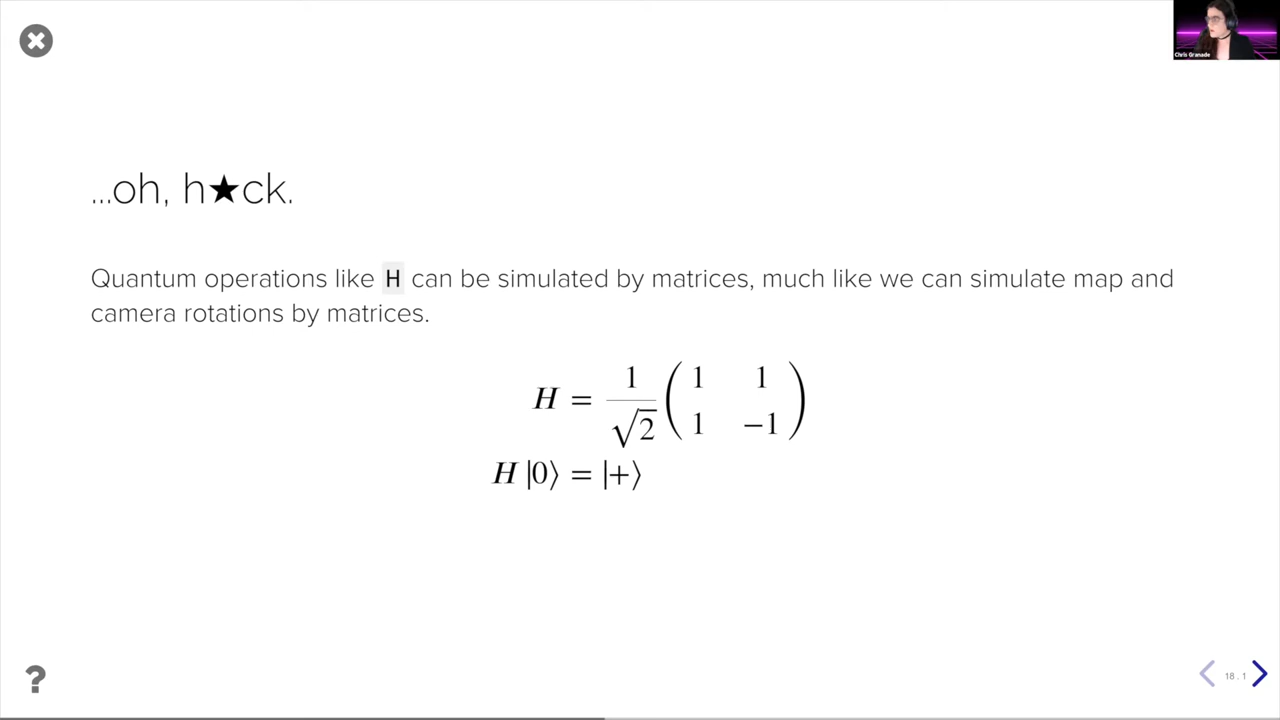 Chris Granade
...oh, h★ck.
Quantum operations like H can be simulated by matrices, much like we can simulate map and
camera rotations by matrices.
H = 1/√2 ( 1 1 
1 −1 )
H |0⟩ = |+⟩
?
18 . 1